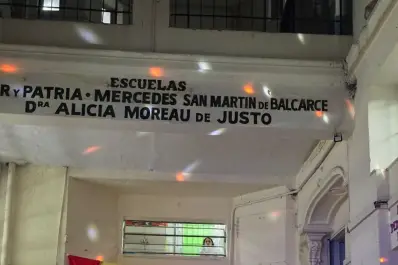 ESCUELAS
R Y PATRIA - MERCEDES SAN MARTIN DE BALCARCE
DRA ALICIA MOREAU DE JUSTO